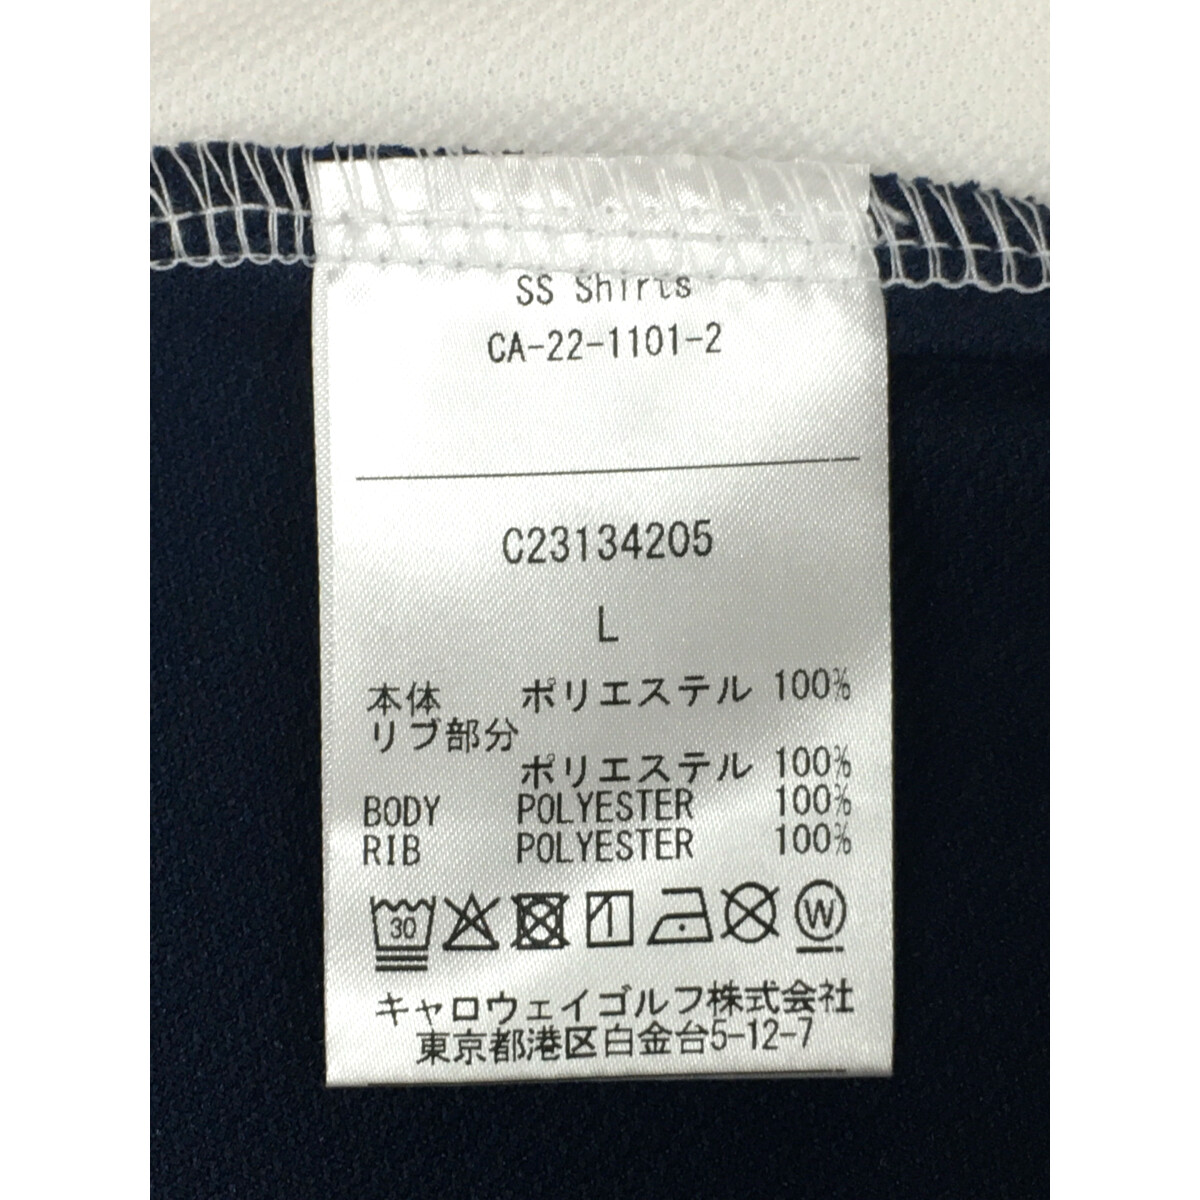 SS Shirts
CA-22-1101-2
C23134205
L
本体 ポリエステル 100%
リブ部分
ポリエステル 100%
BODY POLYESTER 100%
RIB POLYESTER 100%
30 W
キャロウェイゴルフ株式会社
東京都港区白金台5-12-7